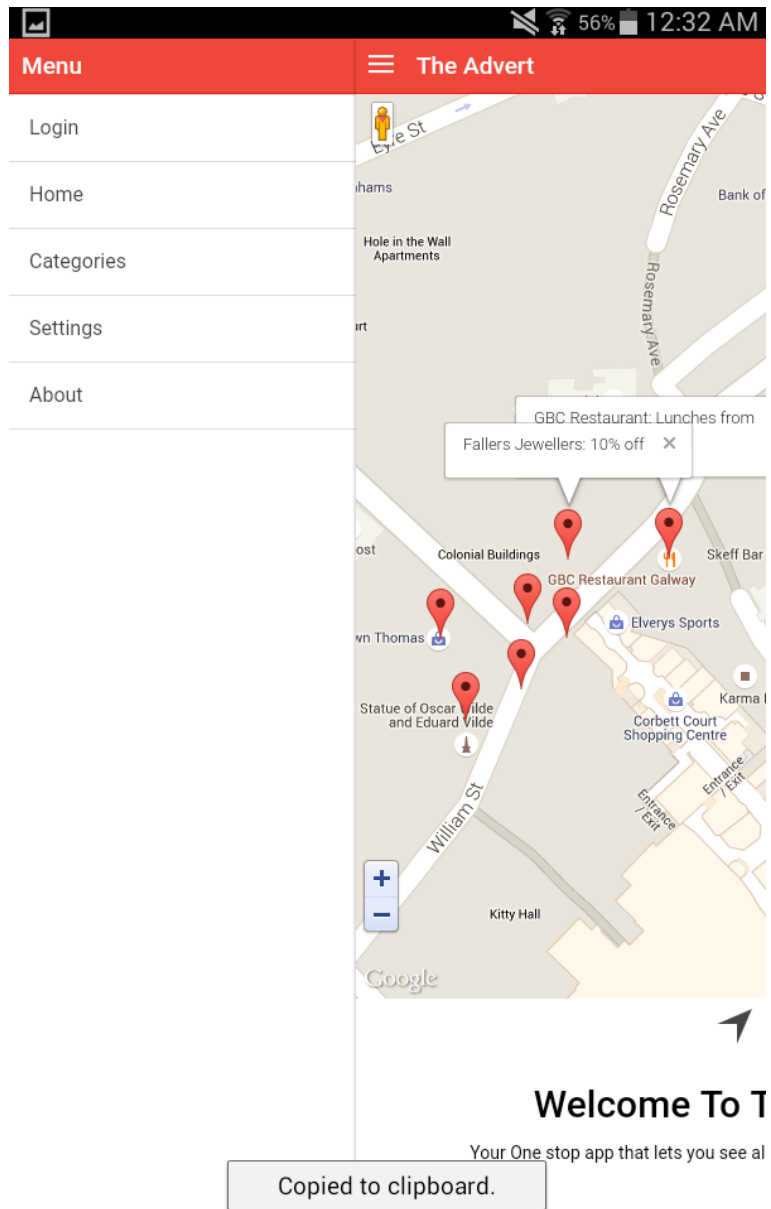 56% 12:32 AM
Menu
The Advert
Login
Home
Categories
Settings
About
Eyre St
Rosemary Ave
Bank of
Hole in the Wall
Apartments
Rosemary Ave
GBC Restaurant: Lunches from
Fallers Jewellers: 10% off
Colonial Buildings
Skeff Bar
GBC Restaurant Galway
Elverys Sports
wn Thomas
Statue of Oscar Wilde
and Eduard Vilde
Karma
Corbett Court
Shopping Centre
Entrance
/ Exit
Entrance
/ Exit
William St
+
−
Kitty Hall
Google
Welcome To T
Your One stop app that lets you see al
Copied to clipboard.